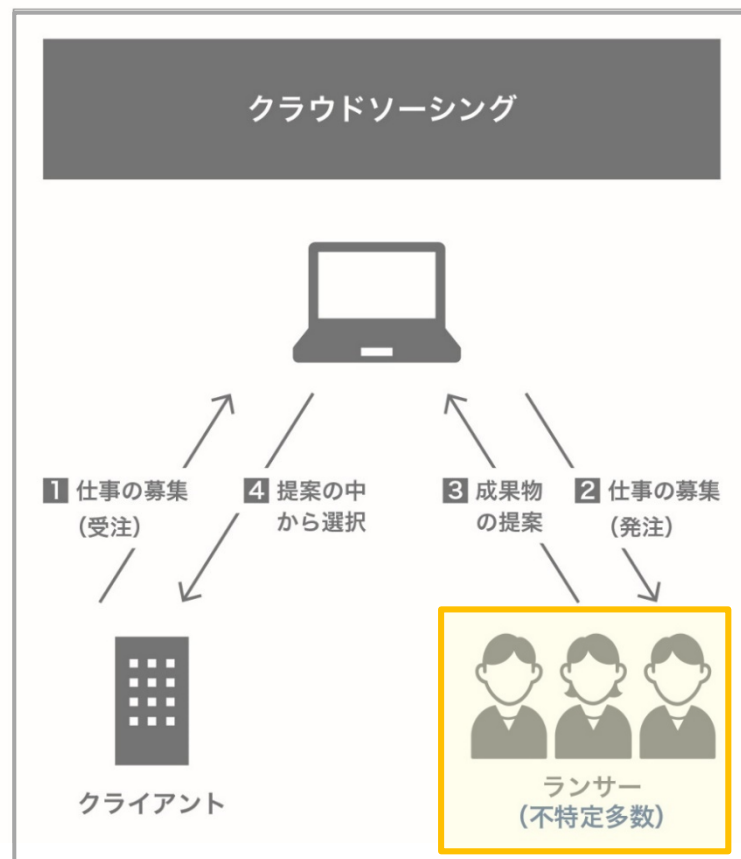 クラウドソーシング
1 仕事の募集
(受注)
4 提案の中
から選択
3 成果物
の提案
2 仕事の募集
(発注)
クライアント
ランサー
(不特定多数)